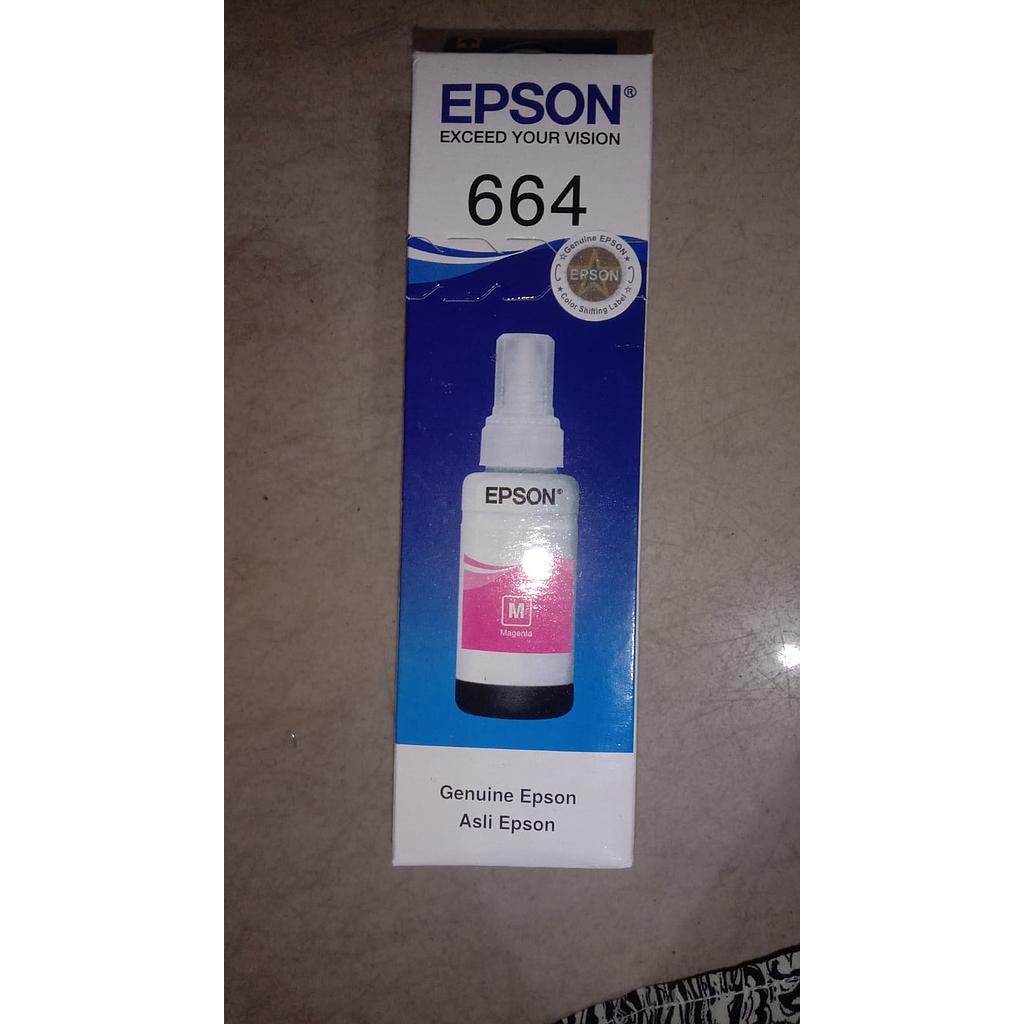 EPSON®
EXCEED YOUR VISION
664
☆Genuine EPSON★
EPSON
★Color Shifting Label☆
EPSON®
M
Magenta
Genuine Epson
Asli Epson